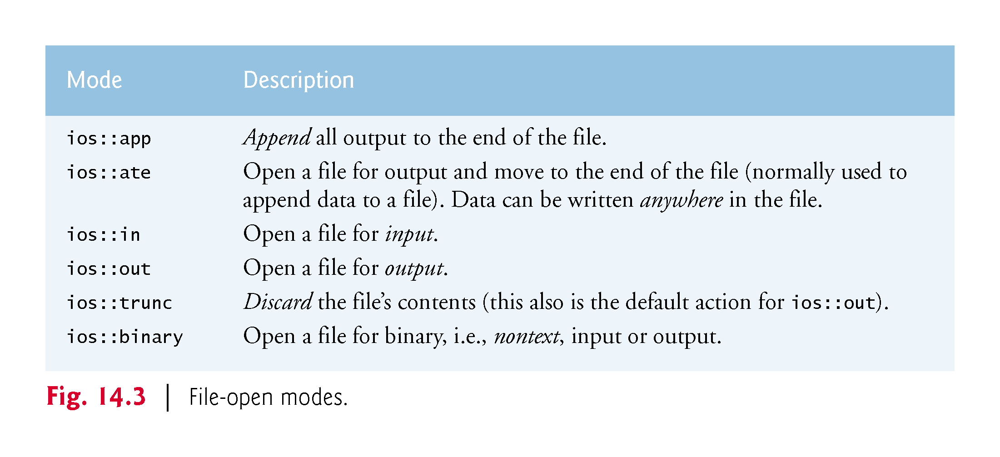 Mode Description
ios::app Append all output to the end of the file.
ios::ate Open a file for output and move to the end of the file (normally used to
append data to a file). Data can be written anywhere in the file.
ios::in Open a file for input.
ios::out Open a file for output.
ios::trunc Discard the file’s contents (this also is the default action for ios::out).
ios::binary Open a file for binary, i.e., nontext, input or output.
Fig. 14.3 | File-open modes.